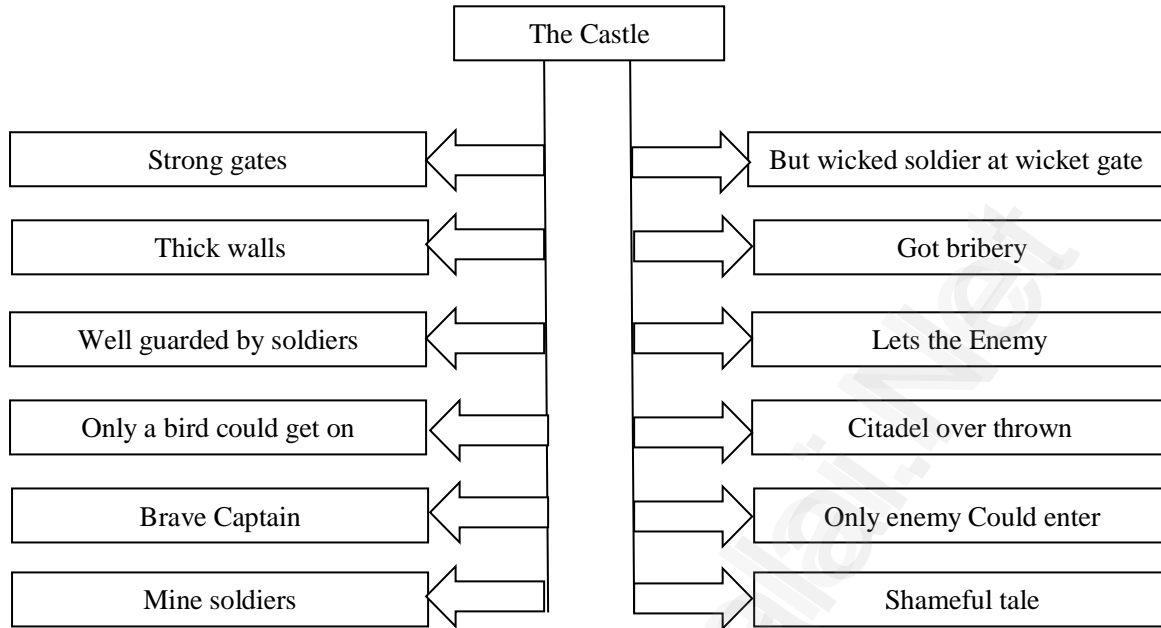 The Castle
Strong gates
But wicked soldier at wicket gate
Thick walls
Got bribery
Well guarded by soldiers
Lets the Enemy
Only a bird could get on
Citadel over thrown
Brave Captain
Only enemy Could enter
Mine soldiers
Shameful tale